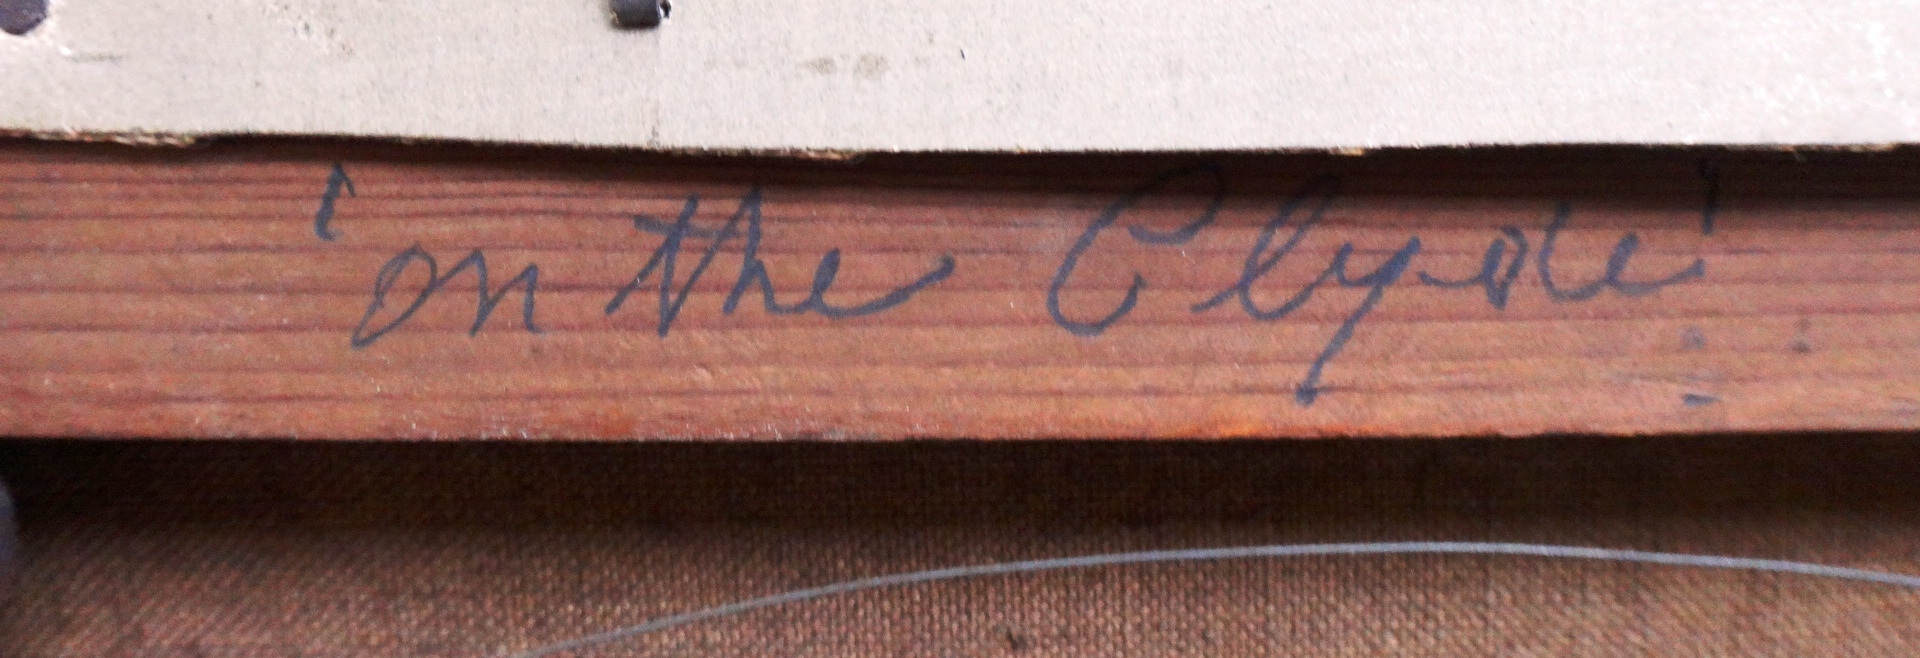 'on the Clyde'